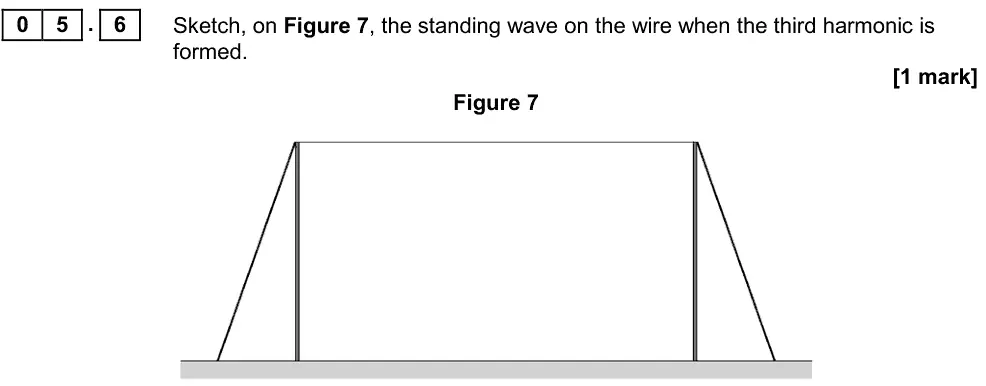 0 5 . 6 Sketch, on Figure 7, the standing wave on the wire when the third harmonic is
formed.
[1 mark]
Figure 7